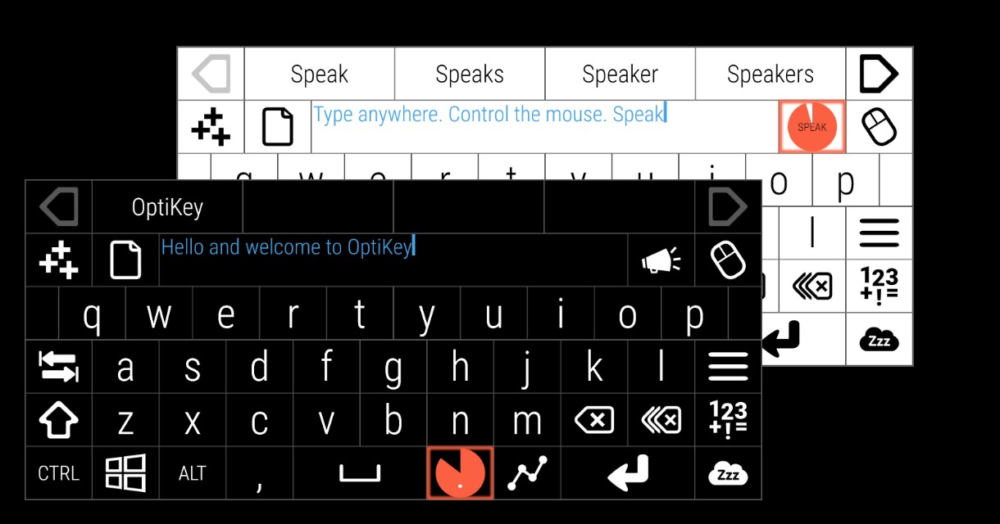 Speak Speaks Speaker Speakers
Type anywhere. Control the mouse. Speak
SPEAK
q w e r t y u i o p
l
123
+!=
Zzz
OptiKey
Hello and welcome to OptiKey
q w e r t y u i o p
a s d f g h j k l
z x c v b n m 123
+!=
CTRL ALT , . Zzz